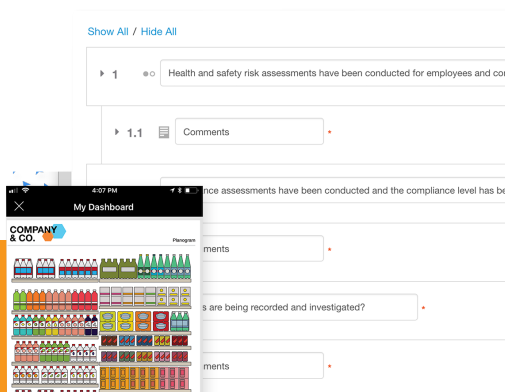 Show All / Hide All
1 Health and safety risk assessments have been conducted for employees and co
1.1 Comments *
nce assessments have been conducted and the compliance level has be
4:07 PM
My Dashboard
COMPANY
& CO.
Planogram
ments *
s are being recorded and investigated? *
ments *